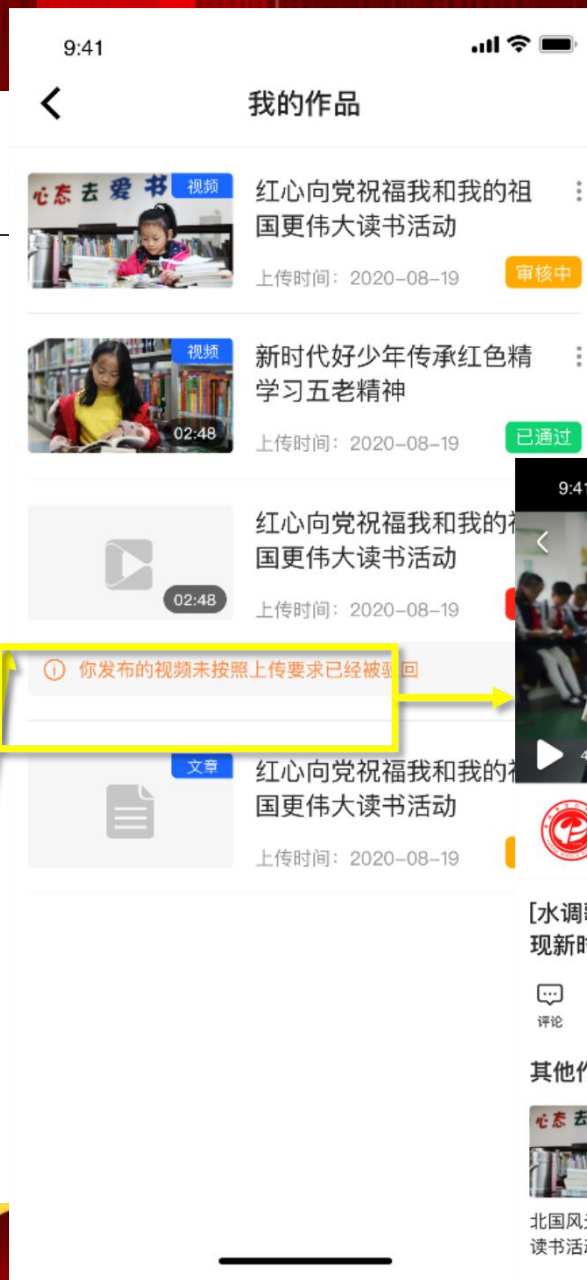 9:41
我的作品
心态去爱书
视频
红心向党祝福我和我的祖
国更伟大读书活动
上传时间：2020-08-19
审核中
视频
02:48
新时代好少年传承红色精
学习五老精神
上传时间：2020-08-19
已通过
02:48
红心向党祝福我和我的
国更伟大读书活动
上传时间：2020-08-19
你发布的视频未按照上传要求已经被驳回
文章
红心向党祝福我和我的
国更伟大读书活动
上传时间：2020-08-19
9:41
[水调
现新时
评论
其他
心态去
北国风
读书活